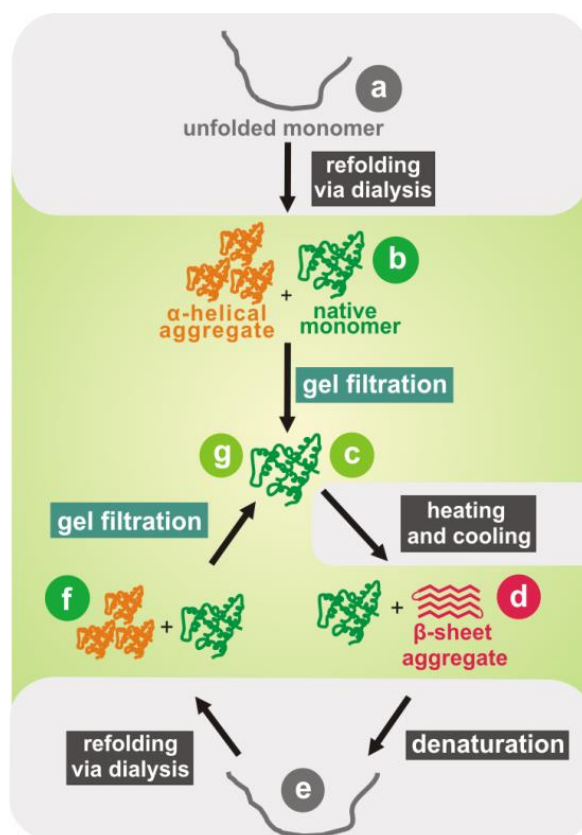 a
unfolded monomer
refolding
via dialysis
b
+
α-helical
aggregate
native
monomer
gel filtration
g
c
gel filtration
heating
and cooling
f
+
+
d
β-sheet
aggregate
refolding
via dialysis
denaturation
e